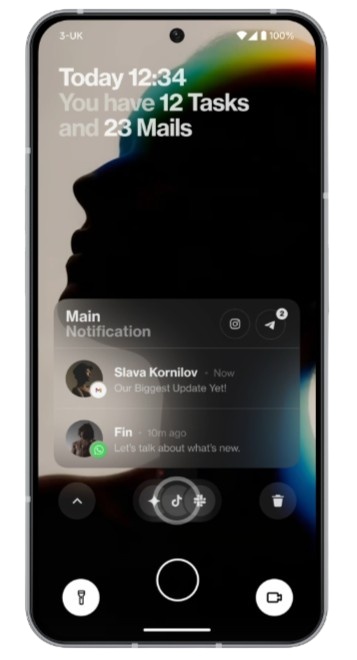 3-UK
100%
Today 12:34
You have 12 Tasks
and 23 Mails
Main
Notification
2
Slava Kornilov · Now
Our Biggest Update Yet!
Fin · 10m ago
Let's talk about what's new.